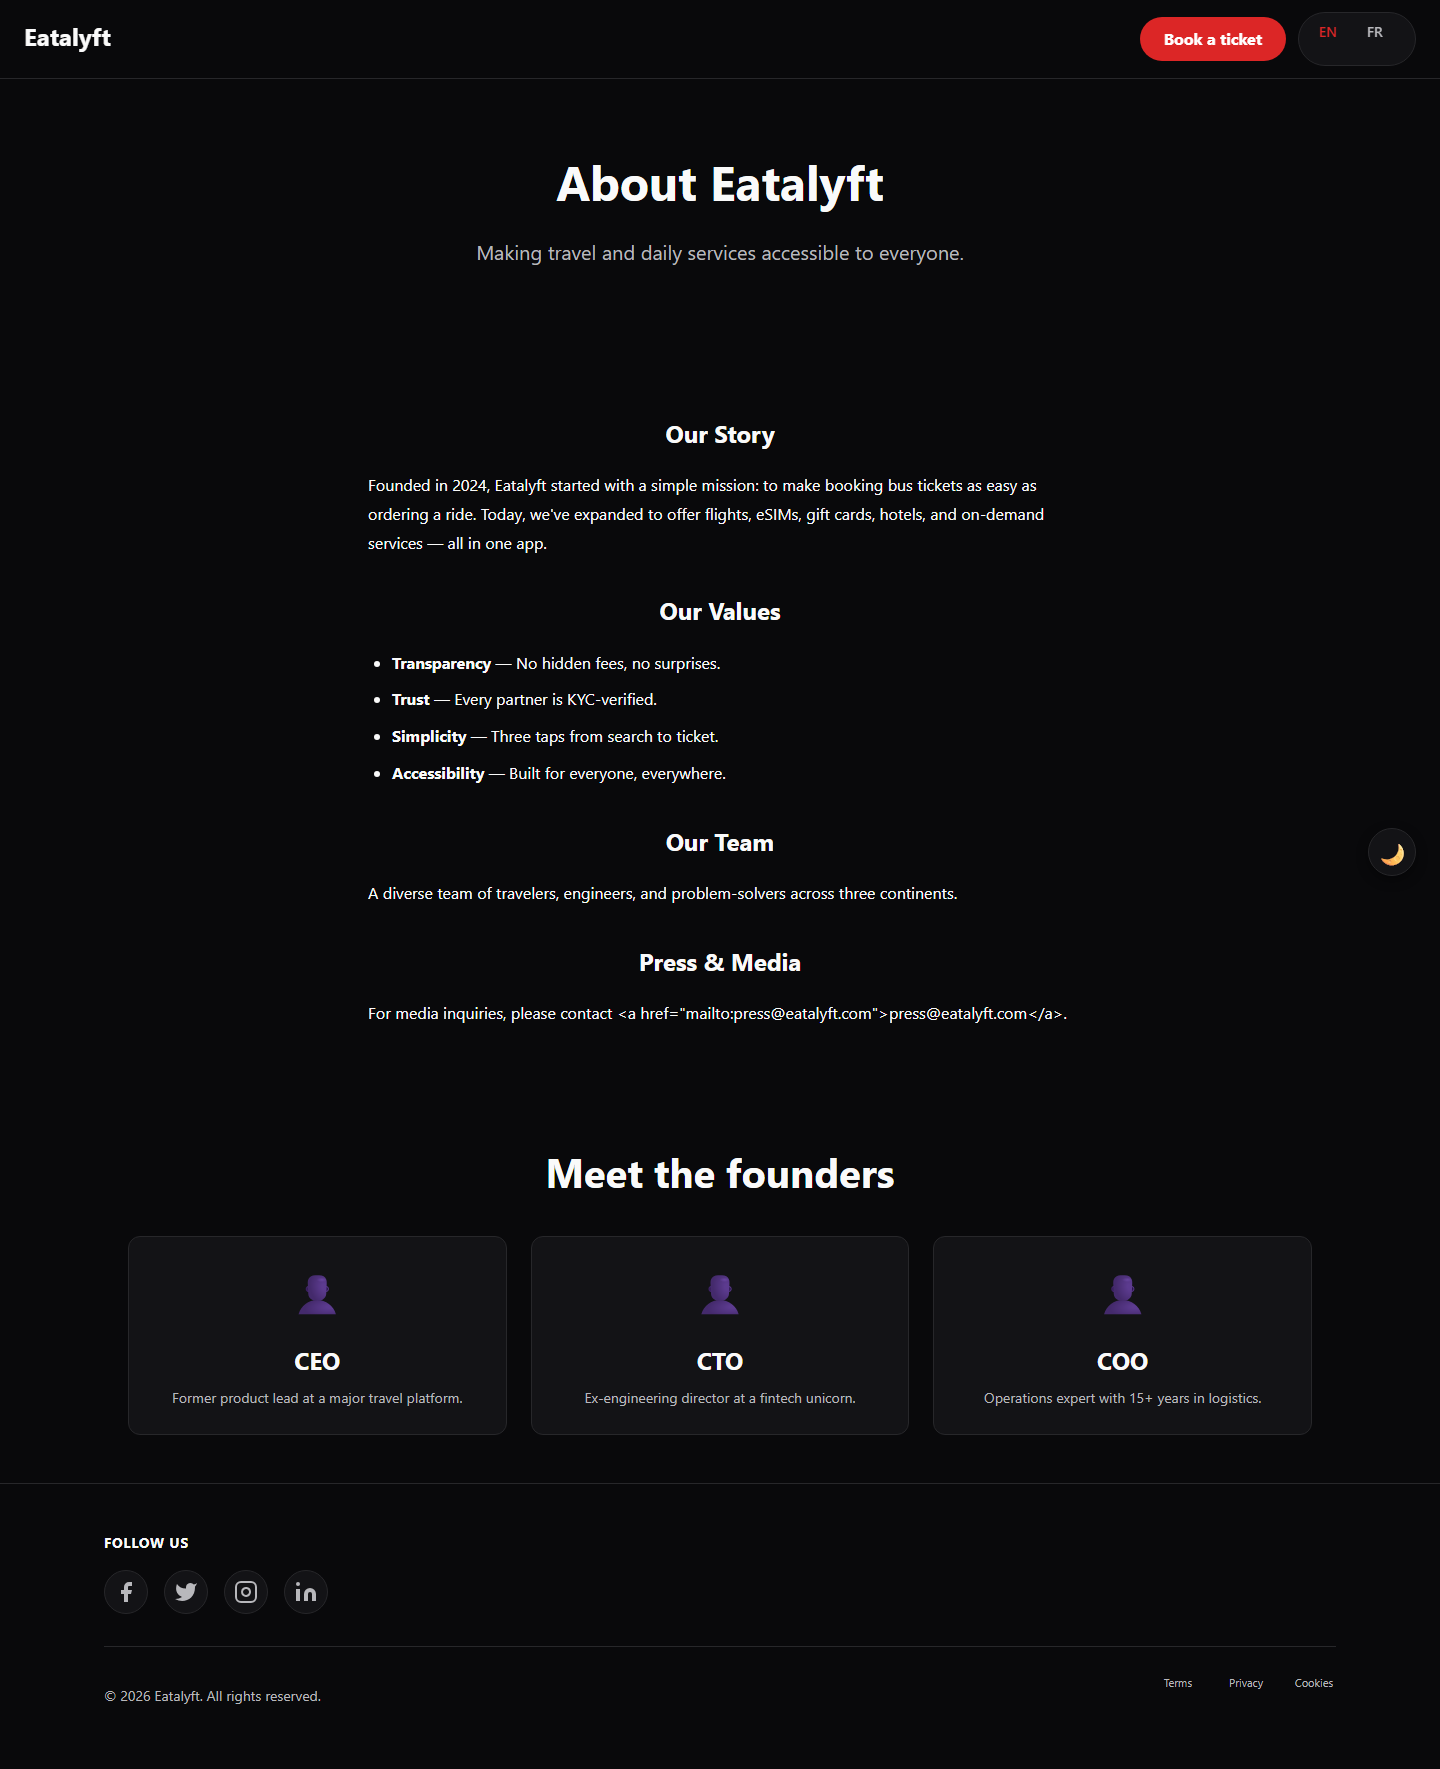 Eatalyft
Book a ticket
EN
FR
About Eatalyft
Making travel and daily services accessible to everyone.
Our Story
Founded in 2024, Eatalyft started with a simple mission: to make booking bus tickets as easy as
ordering a ride. Today, we've expanded to offer flights, eSIMs, gift cards, hotels, and on-demand
services — all in one app.
Our Values
• Transparency — No hidden fees, no surprises.
• Trust — Every partner is KYC-verified.
• Simplicity — Three taps from search to ticket.
• Accessibility — Built for everyone, everywhere.
Our Team
A diverse team of travelers, engineers, and problem-solvers across three continents.
Press & Media
For media inquiries, please contact <a href="mailto:press@eatalyft.com">press@eatalyft.com</a>.
Meet the founders
CEO
Former product lead at a major travel platform.
CTO
Ex-engineering director at a fintech unicorn.
COO
Operations expert with 15+ years in logistics.
FOLLOW US
© 2026 Eatalyft. All rights reserved.
Terms
Privacy
Cookies